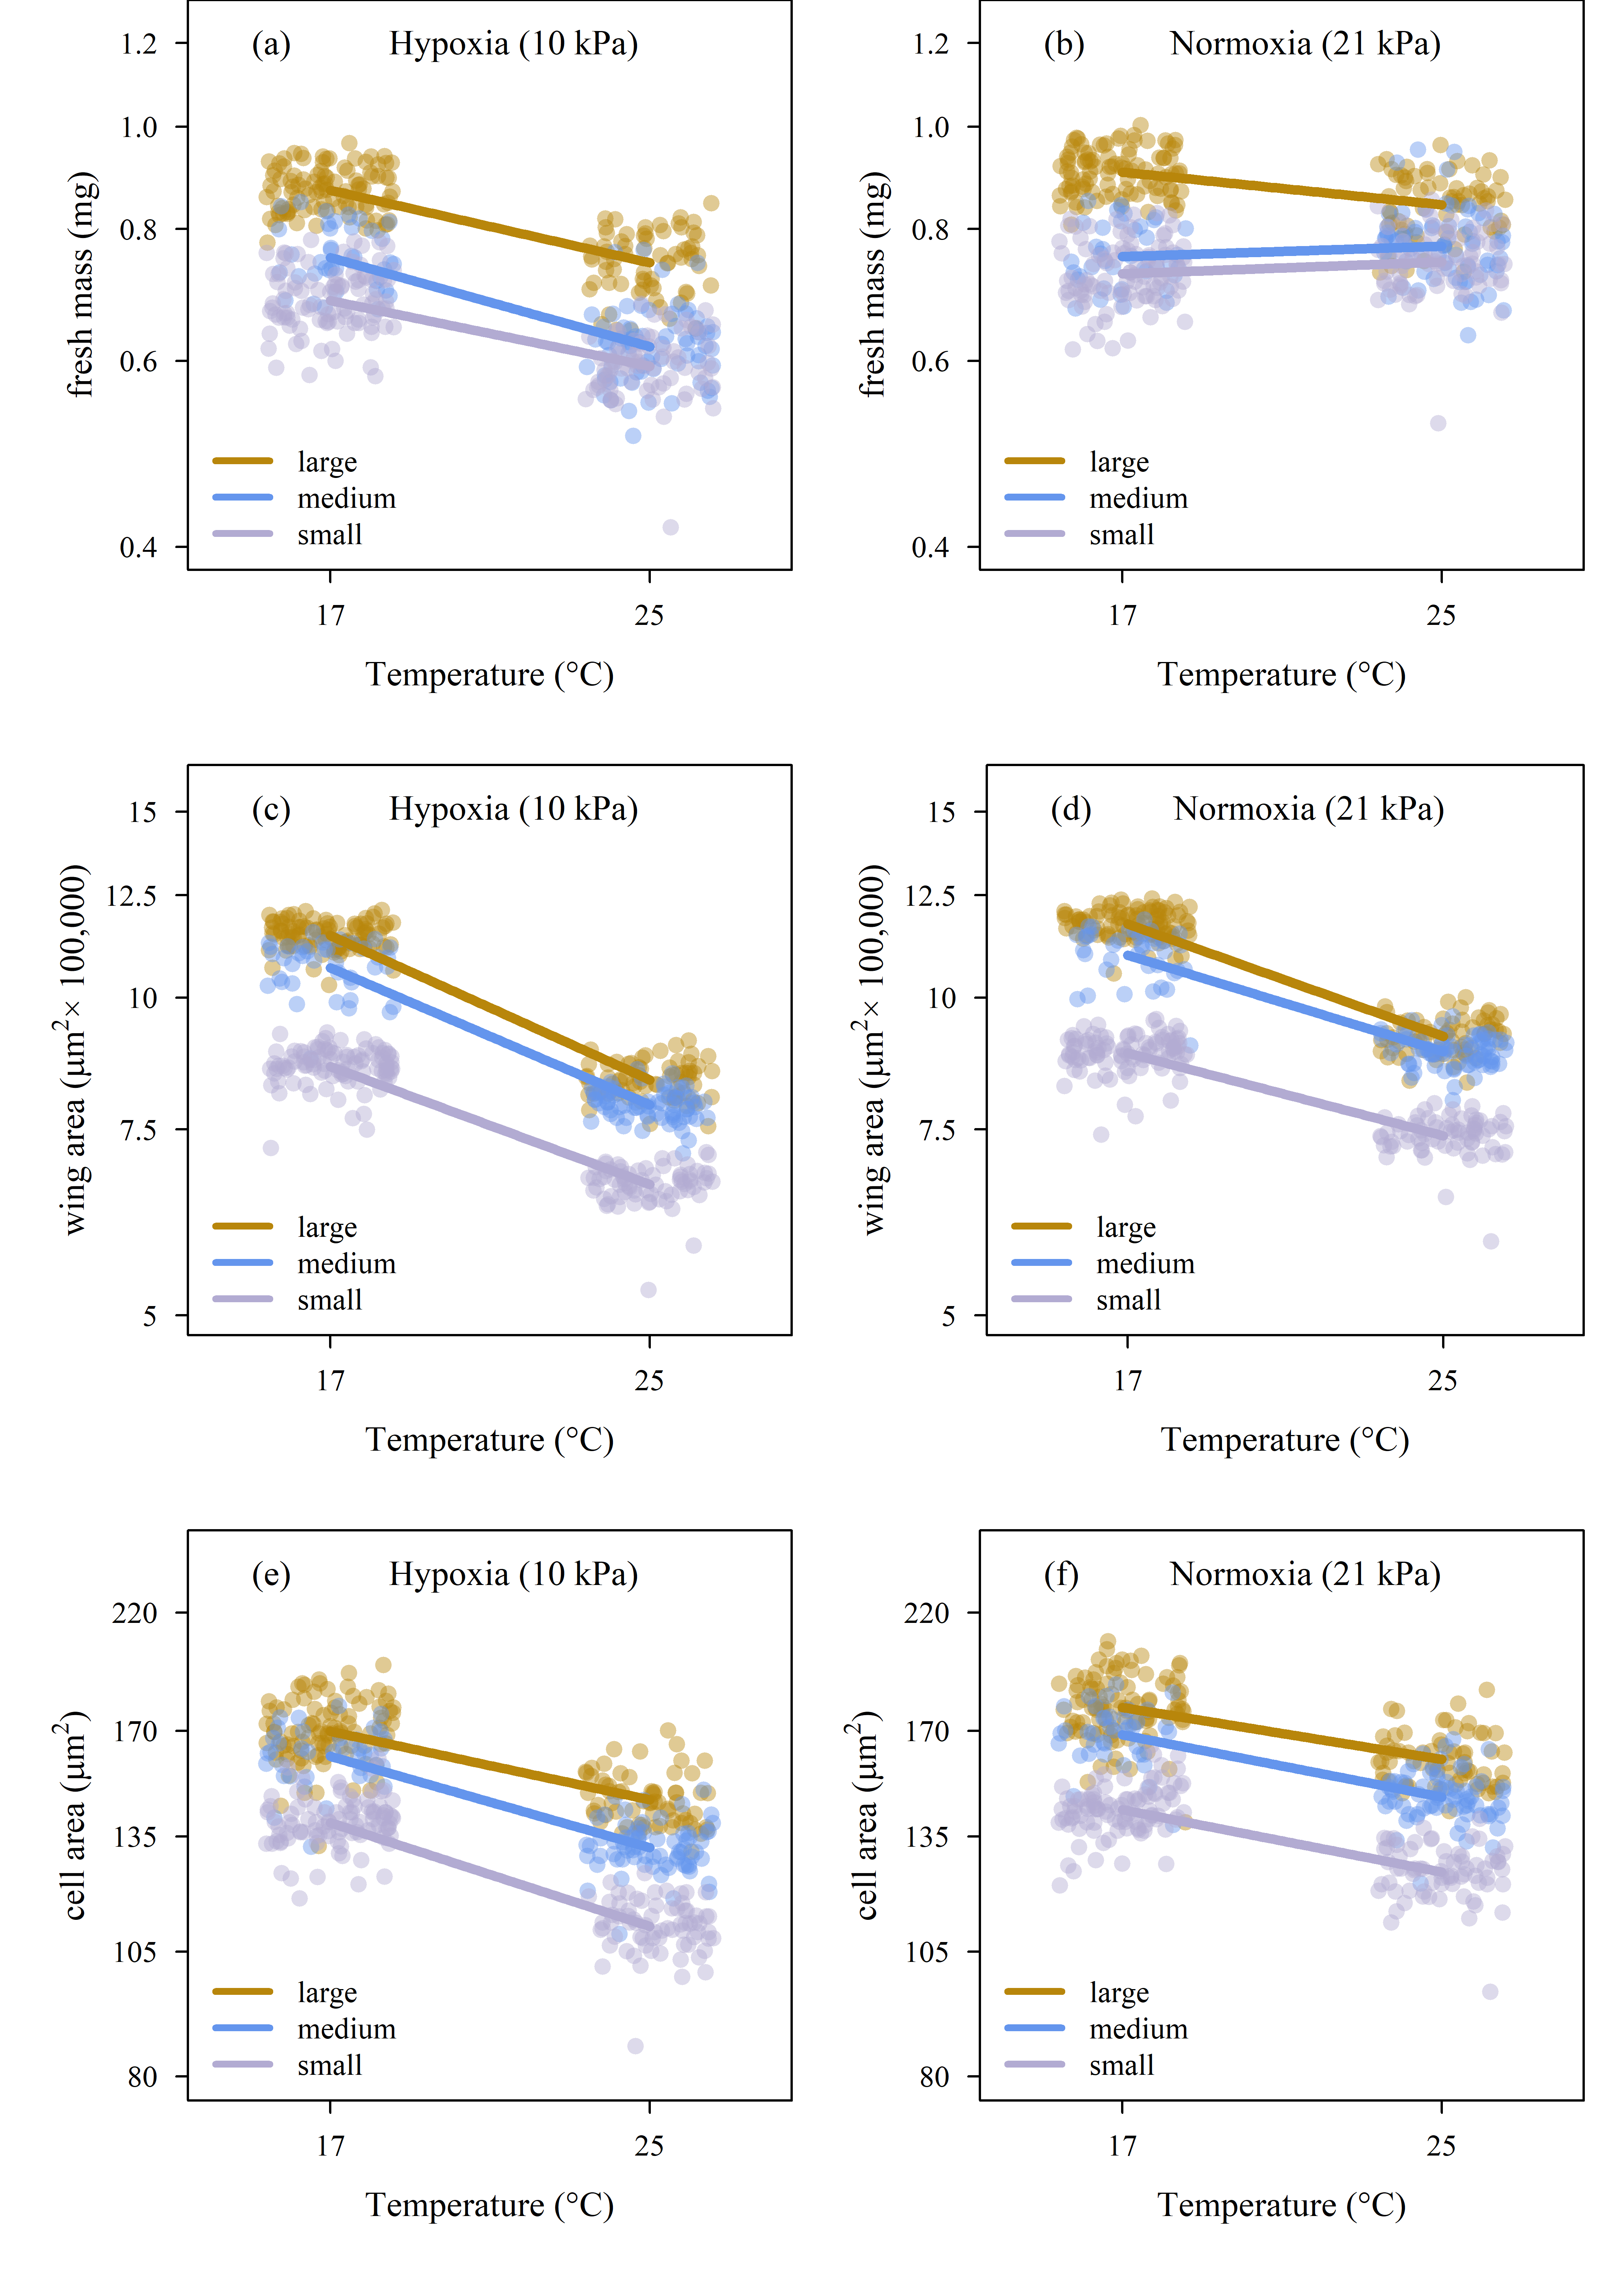 (a) Hypoxia (10 kPa)
1.2
1.0
0.8
0.6
0.4
fresh mass (mg)
large
medium
small
17 25
Temperature (°C)
(b) Normoxia (21 kPa)
1.2
1.0
0.8
0.6
0.4
fresh mass (mg)
large
medium
small
17 25
Temperature (°C)
(c) Hypoxia (10 kPa)
15
12.5
10
7.5
5
wing area (μm²× 100,000)
large
medium
small
17 25
Temperature (°C)
(d) Normoxia (21 kPa)
15
12.5
10
7.5
5
wing area (μm²× 100,000)
large
medium
small
17 25
Temperature (°C)
(e) Hypoxia (10 kPa)
220
170
135
105
80
cell area (μm²)
large
medium
small
17 25
Temperature (°C)
(f) Normoxia (21 kPa)
220
170
135
105
80
cell area (μm²)
large
medium
small
17 25
Temperature (°C)